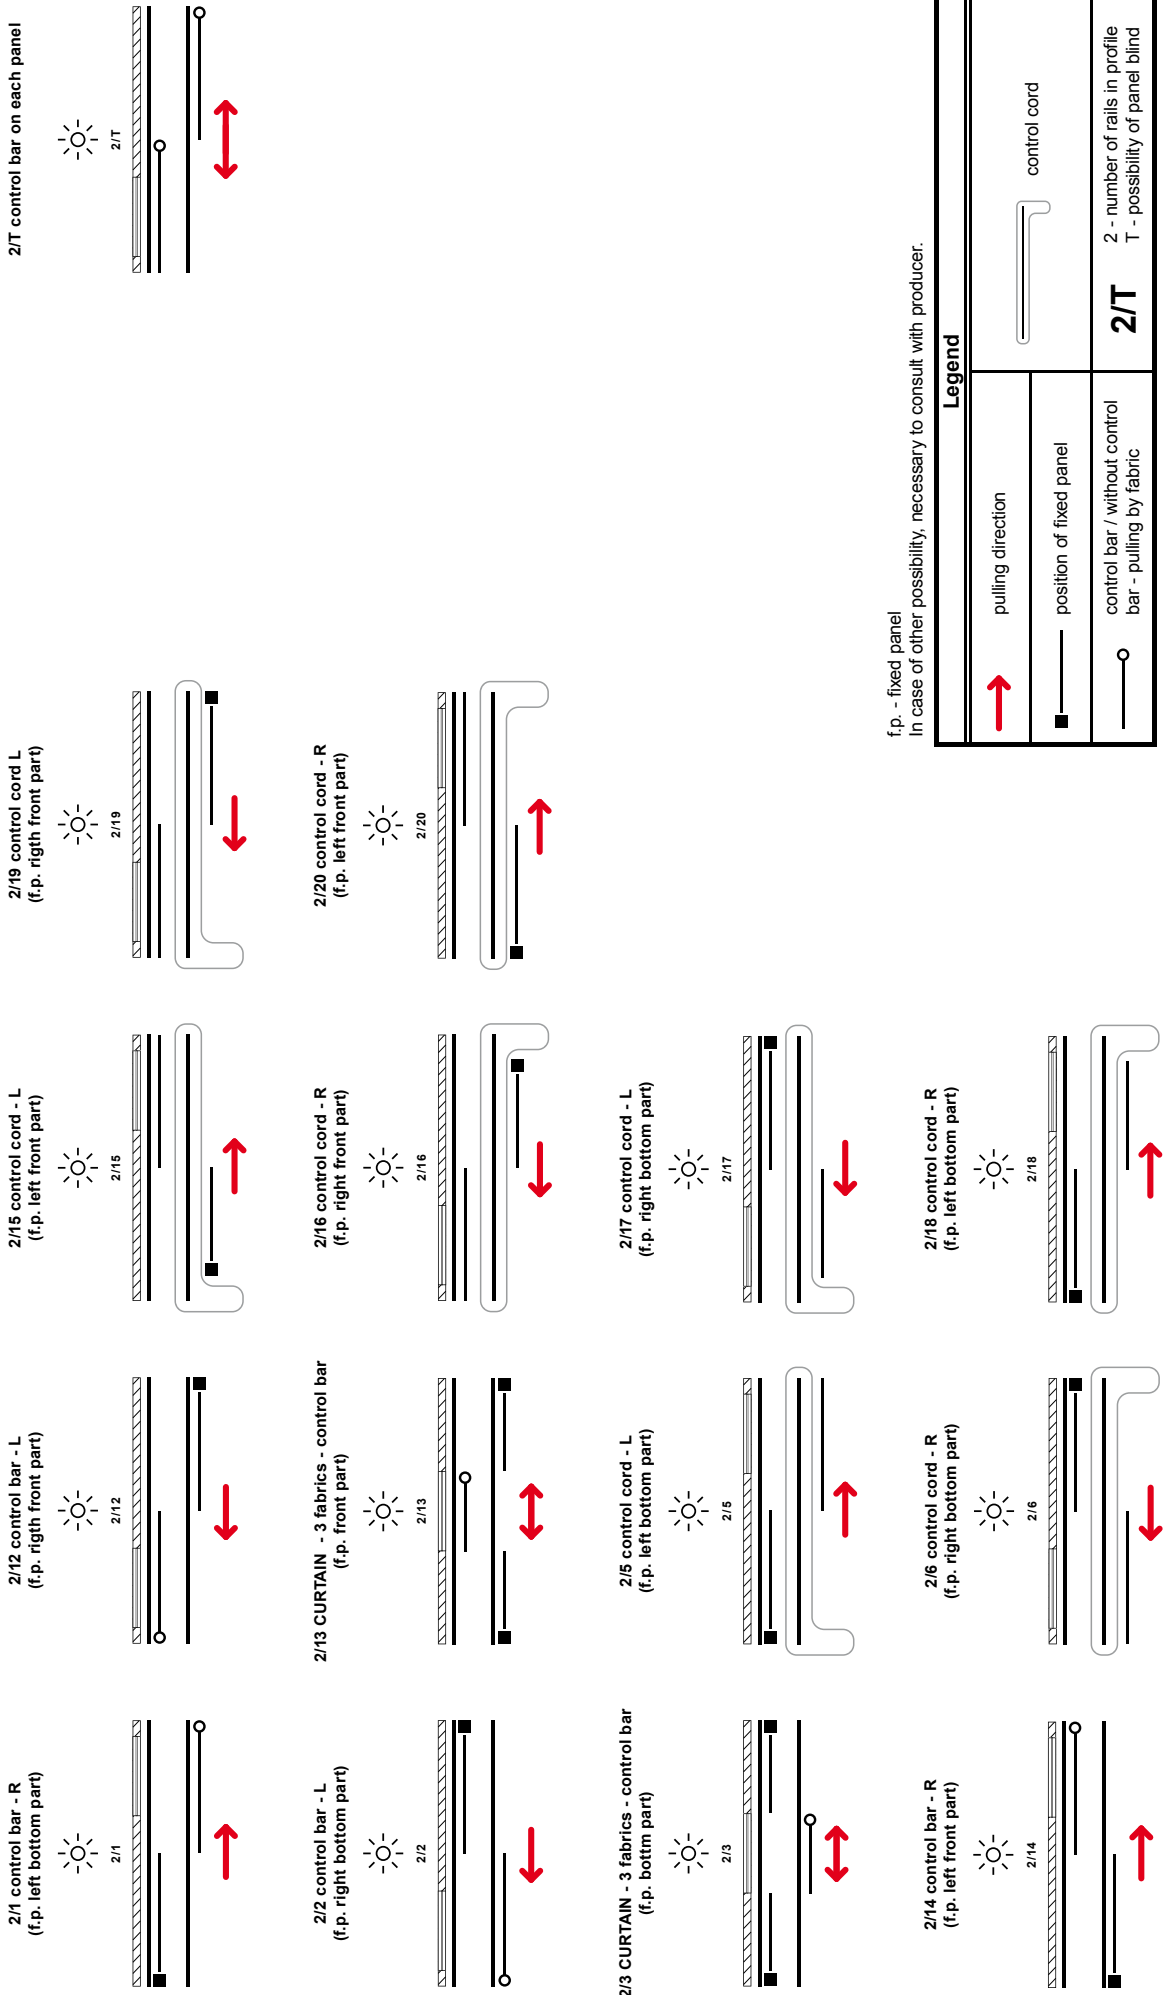 2/1 control bar - R
(f.p. left bottom part)
2/1
2/12 control bar - L
(f.p. rigth front part)
2/12
2/15 control cord - L
(f.p. left front part)
2/15
2/19 control cord L
(f.p. rigth front part)
2/19
2/T control bar on each panel
2/T
2/2 control bar - L
(f.p. right bottom part)
2/2
2/13 CURTAIN - 3 fabrics - control bar
(f.p. front part)
2/13
2/16 control cord - R
(f.p. right front part)
2/16
2/20 control cord - R
(f.p. left front part)
2/20
2/3 CURTAIN - 3 fabrics - control bar
(f.p. bottm part)
2/3
2/5 control cord - L
(f.p. left bottom part)
2/5
2/17 control cord - L
(f.p. right bottom part)
2/17
2/14 control bar - R
(f.p. left front part)
2/14
2/6 control cord - R
(f.p. right bottom part)
2/6
2/18 control cord - R
(f.p. left bottom part)
2/18
f.p. - fixed panel
In case of other possibility, necessary to consult with producer.
Legend
pulling direction
control cord
position of fixed panel
control bar / without control
bar - pulling by fabric
2/T
2 - number of rails in profile
T - possibility of panel blind